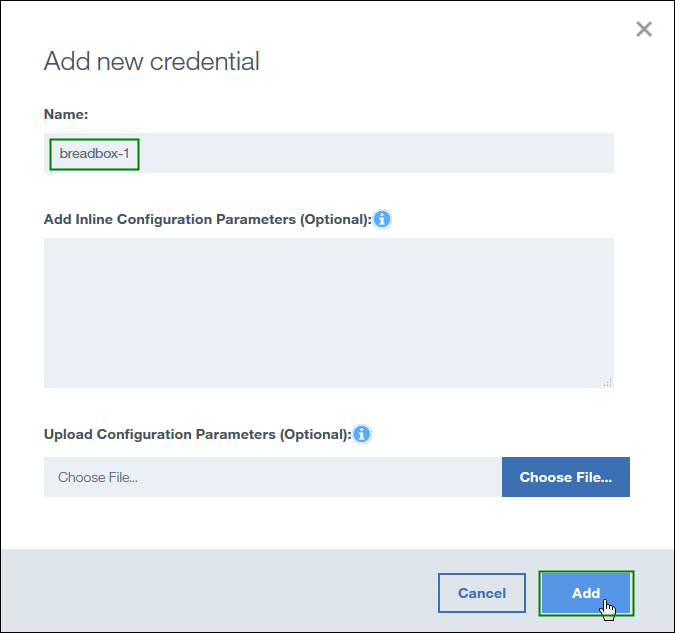 Add new credential
Name:
breadbox-1
Add Inline Configuration Parameters (Optional):
Upload Configuration Parameters (Optional):
Choose File...
Choose File...
Cancel
Add